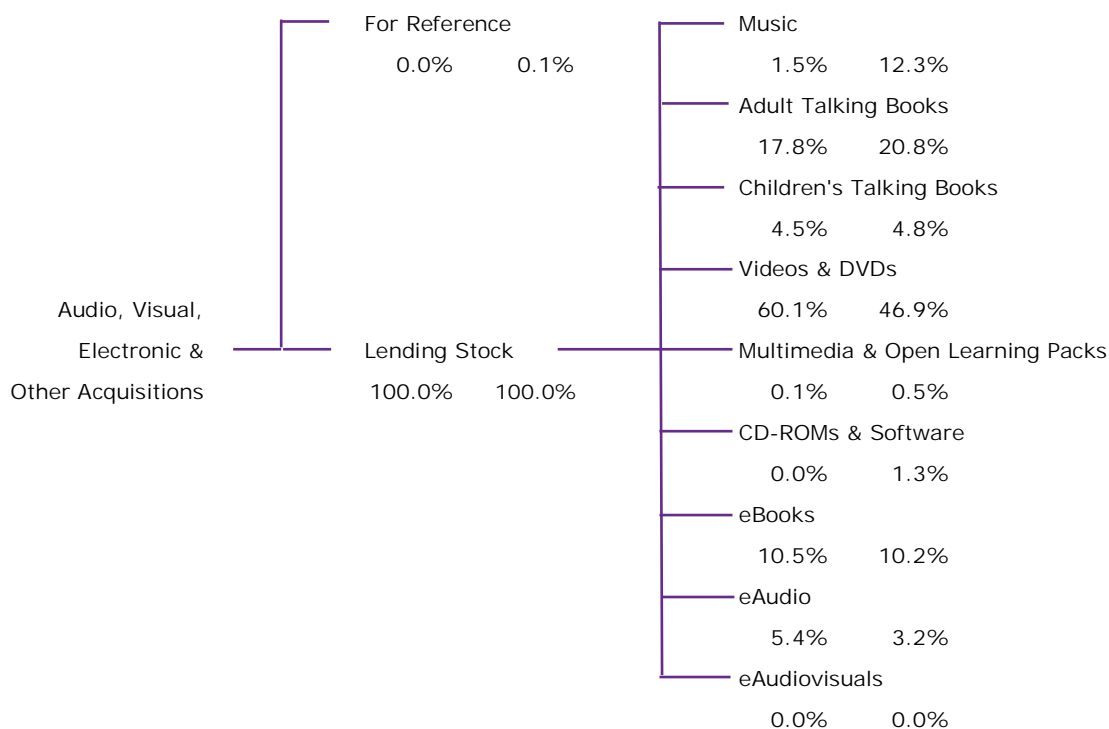 For Reference
0.0% 0.1%
Audio, Visual,
Electronic &
Other Acquisitions
Lending Stock
100.0% 100.0%
Music
1.5% 12.3%
Adult Talking Books
17.8% 20.8%
Children's Talking Books
4.5% 4.8%
Videos & DVDs
60.1% 46.9%
Multimedia & Open Learning Packs
0.1% 0.5%
CD-ROMs & Software
0.0% 1.3%
eBooks
10.5% 10.2%
eAudio
5.4% 3.2%
eAudiovisuals
0.0% 0.0%